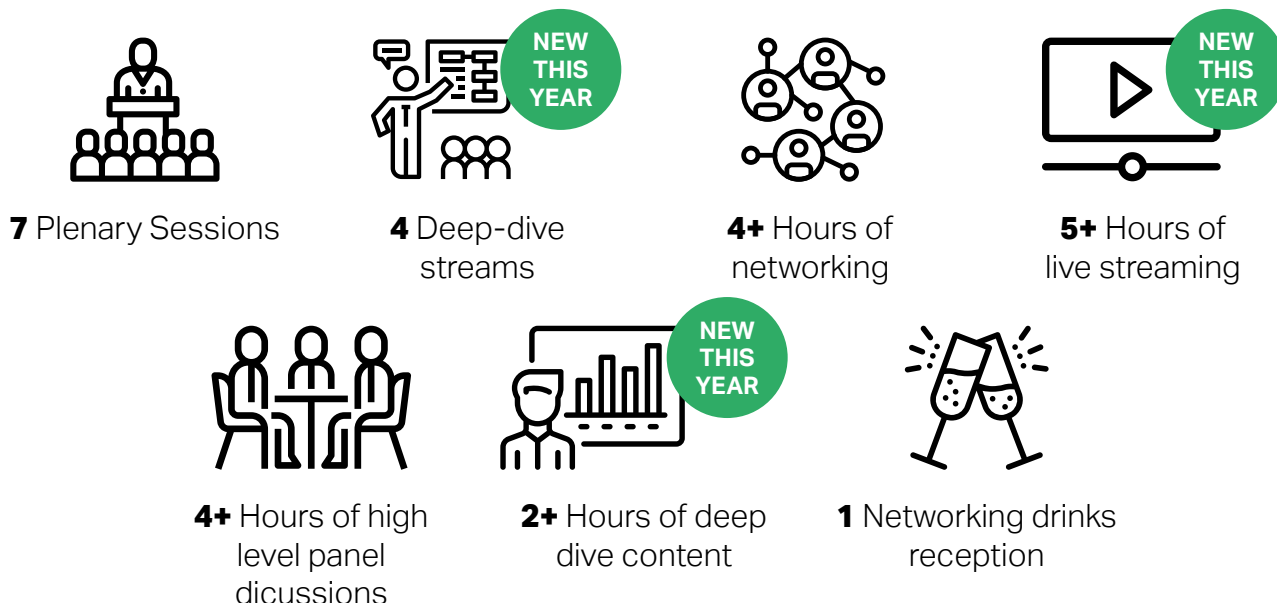 NEW
THIS
YEAR
NEW
THIS
YEAR
7 Plenary Sessions
4 Deep-dive
streams
4+ Hours of
networking
5+ Hours of
live streaming
NEW
THIS
YEAR
4+ Hours of high
level panel
dicussions
2+ Hours of deep
dive content
1 Networking drinks
reception